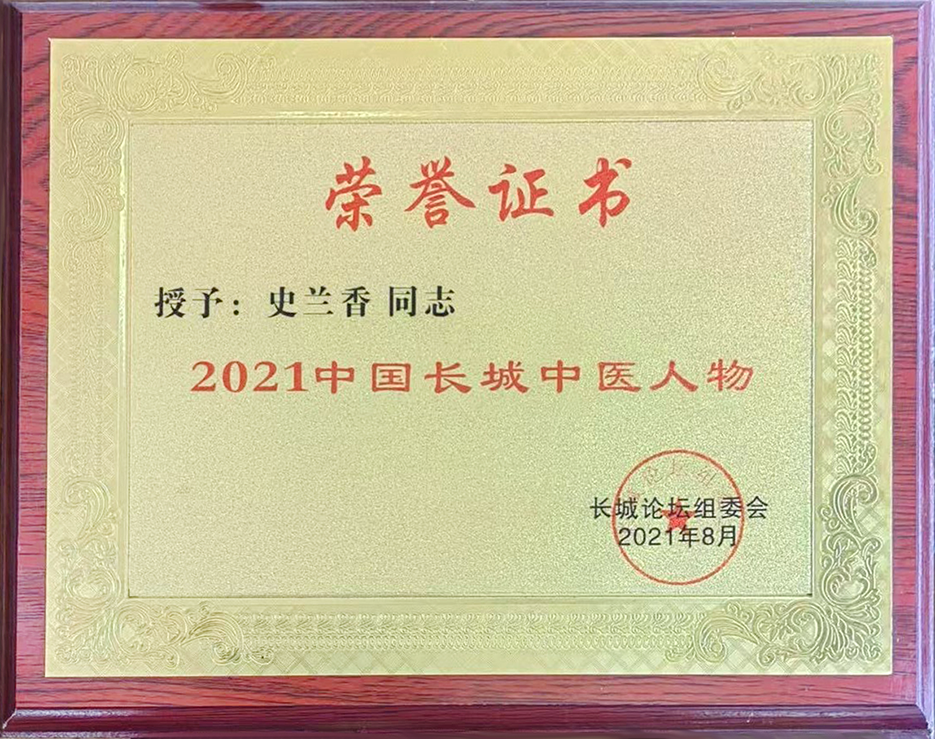 荣誉证书
授予：史兰香 同志
2021中国长城中医人物
长城论坛组委会
2021年8月